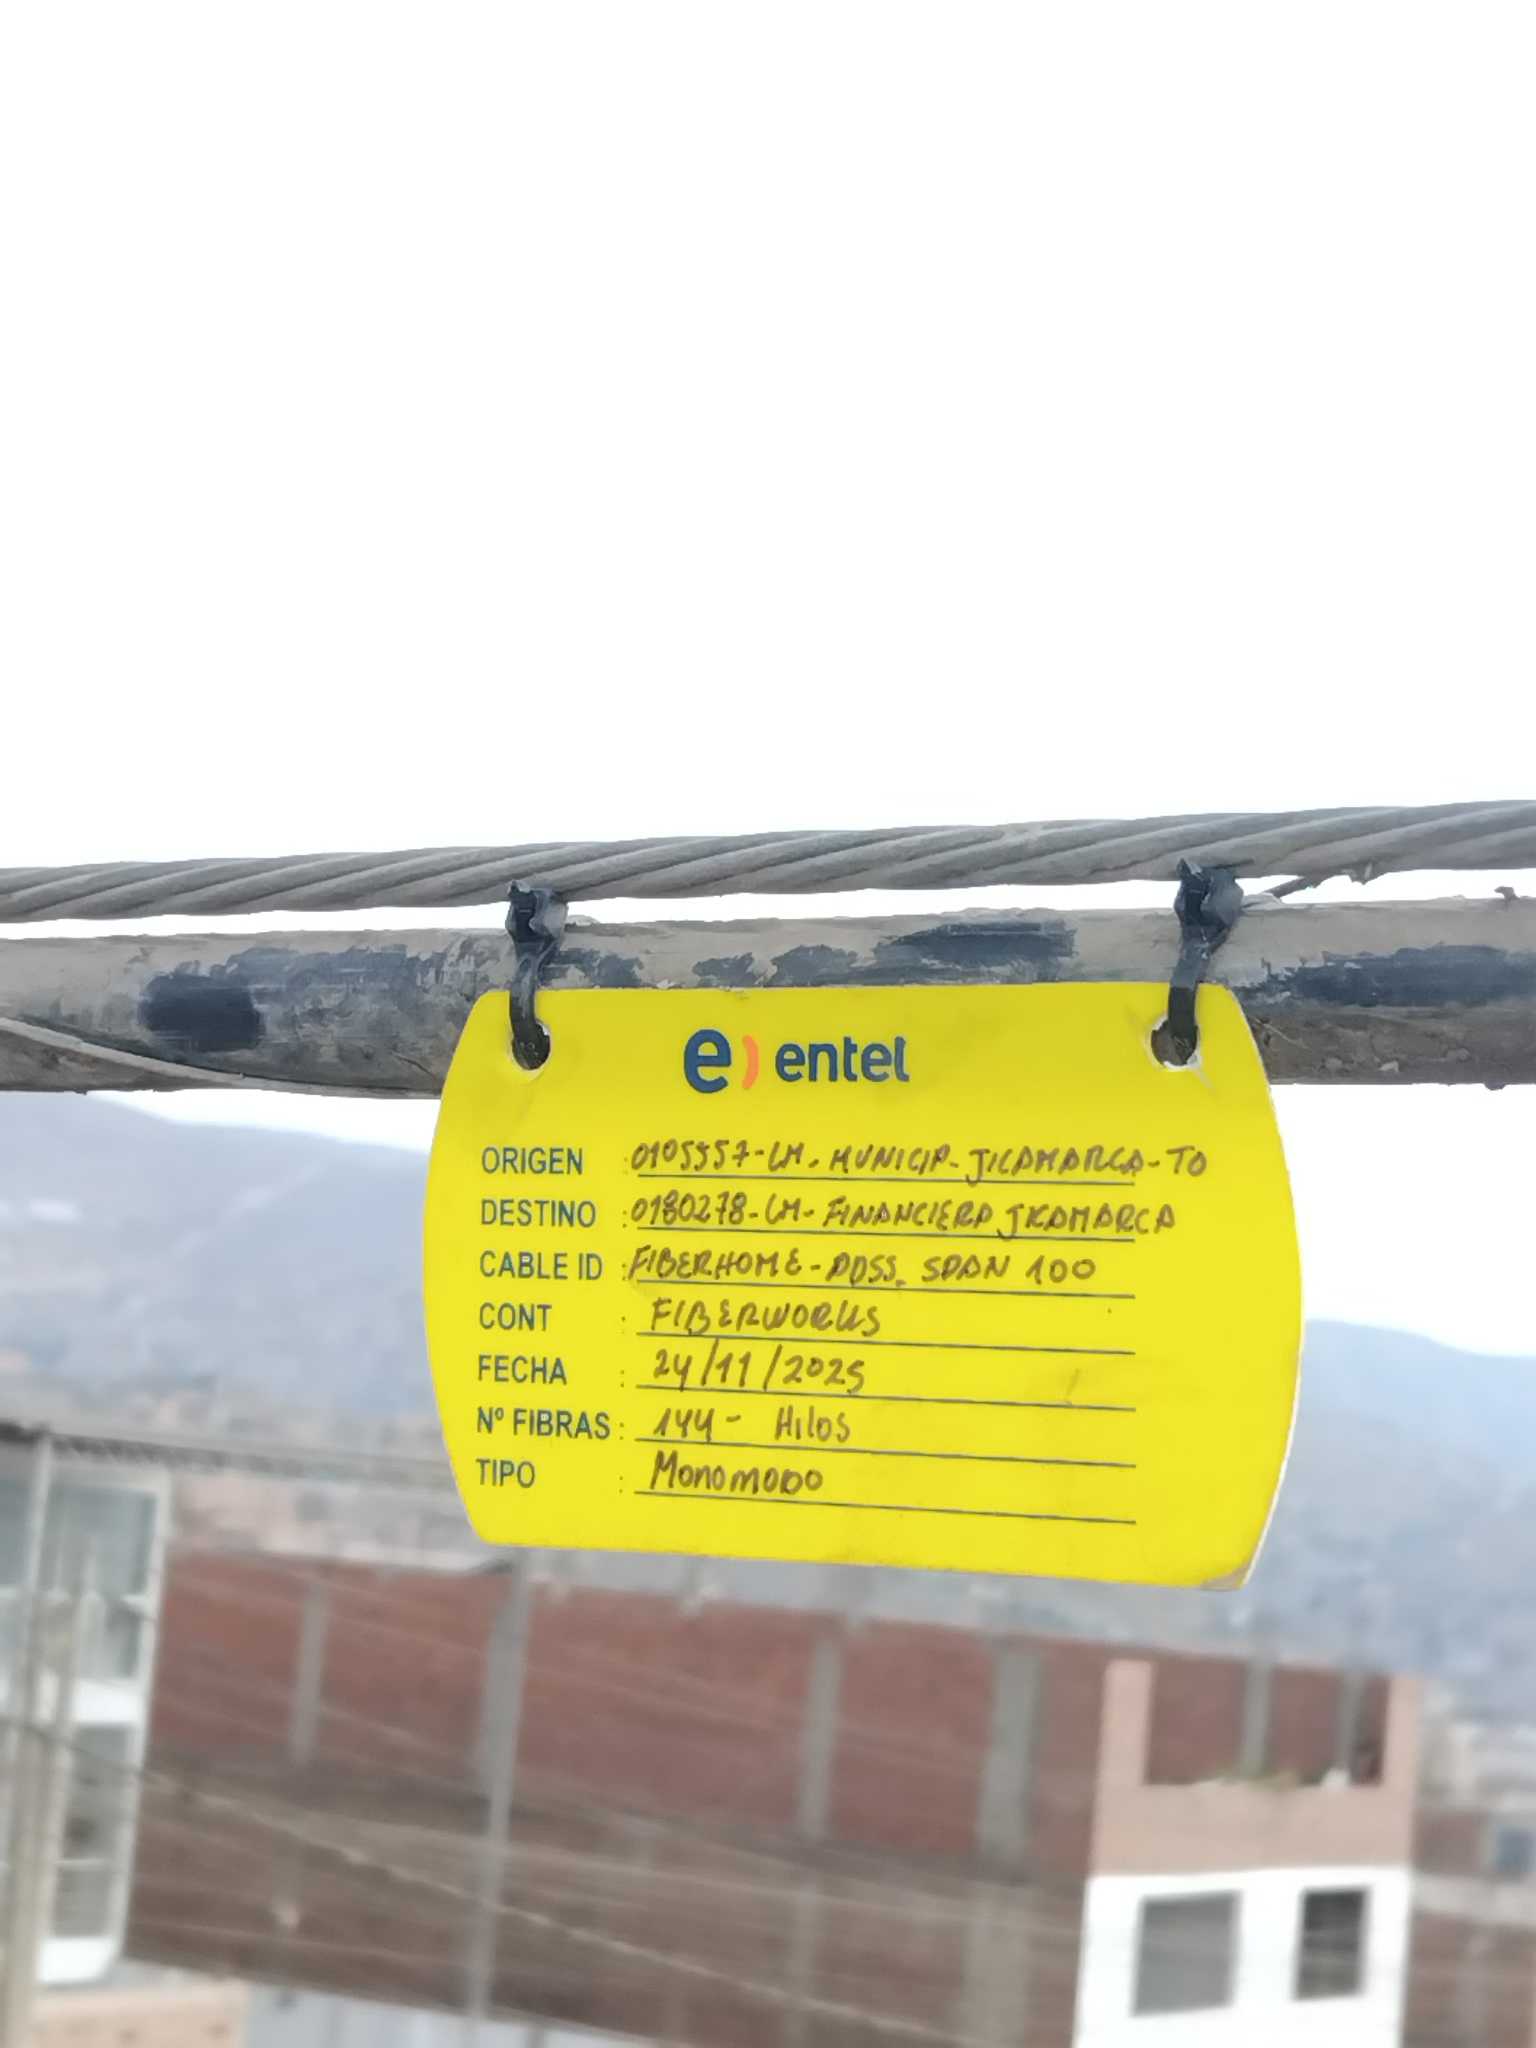 e) entel
ORIGEN : 0105557-LM. MUNICIP-JICAMARCA-TO
DESTINO : 0180278-LM-FINANCIERA JICAMARCA
CABLE ID : FIBERHOME-ADSS. SPAN 100
CONT : FIBERWORKS
FECHA : 24/11/2025
Nº FIBRAS : 144- Hilos
TIPO : MonomoDo